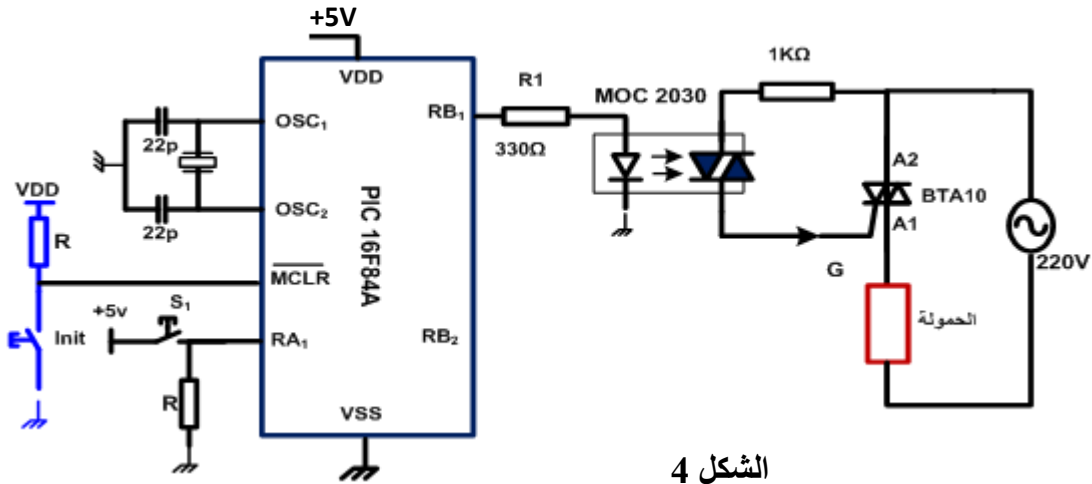 +5V
1KΩ
VDD
R1
MOC 2030
OSC₁
RB₁
22p
330Ω
A2
VDD
PIC 16F84A
BTA10
OSC₂
A1
22p
R
MCLR
G
220V
S₁
+5v
Init
RA₁
RB₂
الحمولة
R
VSS
الشكل 4